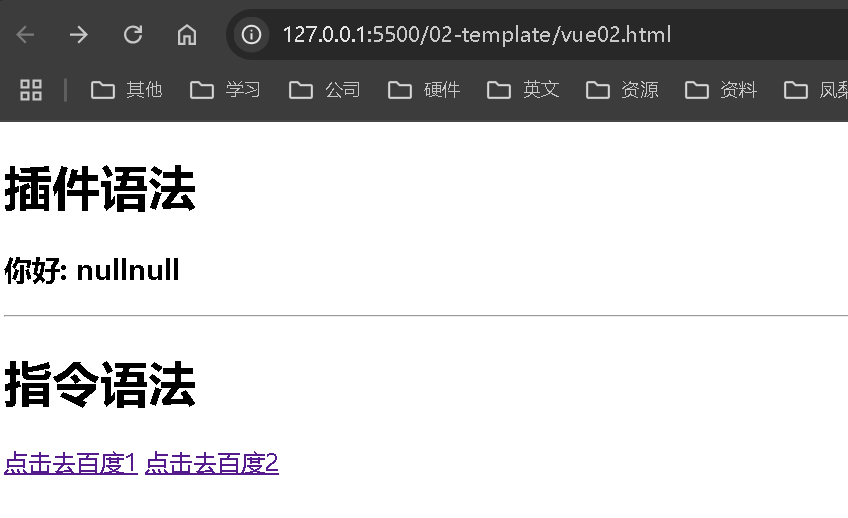 127.0.0.1:5500/02-template/vue02.html
其他 学习 公司 硬件 英文 资源 资料 凤梨
插件语法
你好: nullnull
指令语法
点击去百度1 点击去百度2